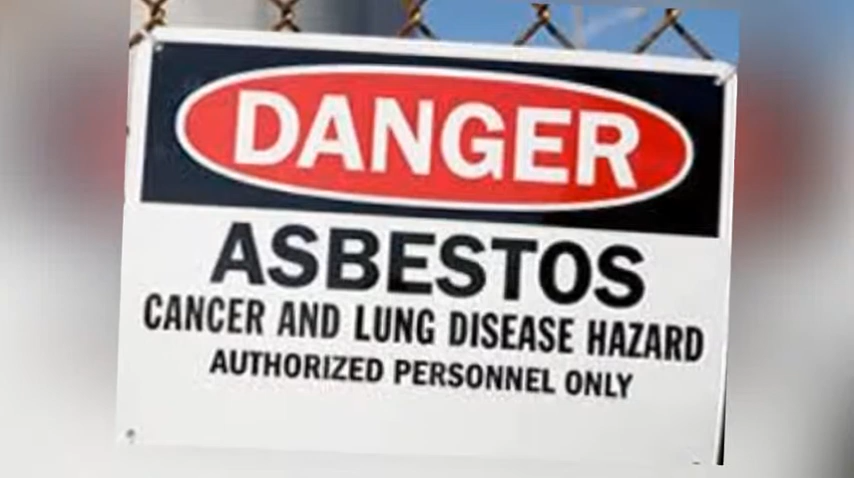 DANGER
ASBESTOS
CANCER AND LUNG DISEASE HAZARD
AUTHORIZED PERSONNEL ONLY